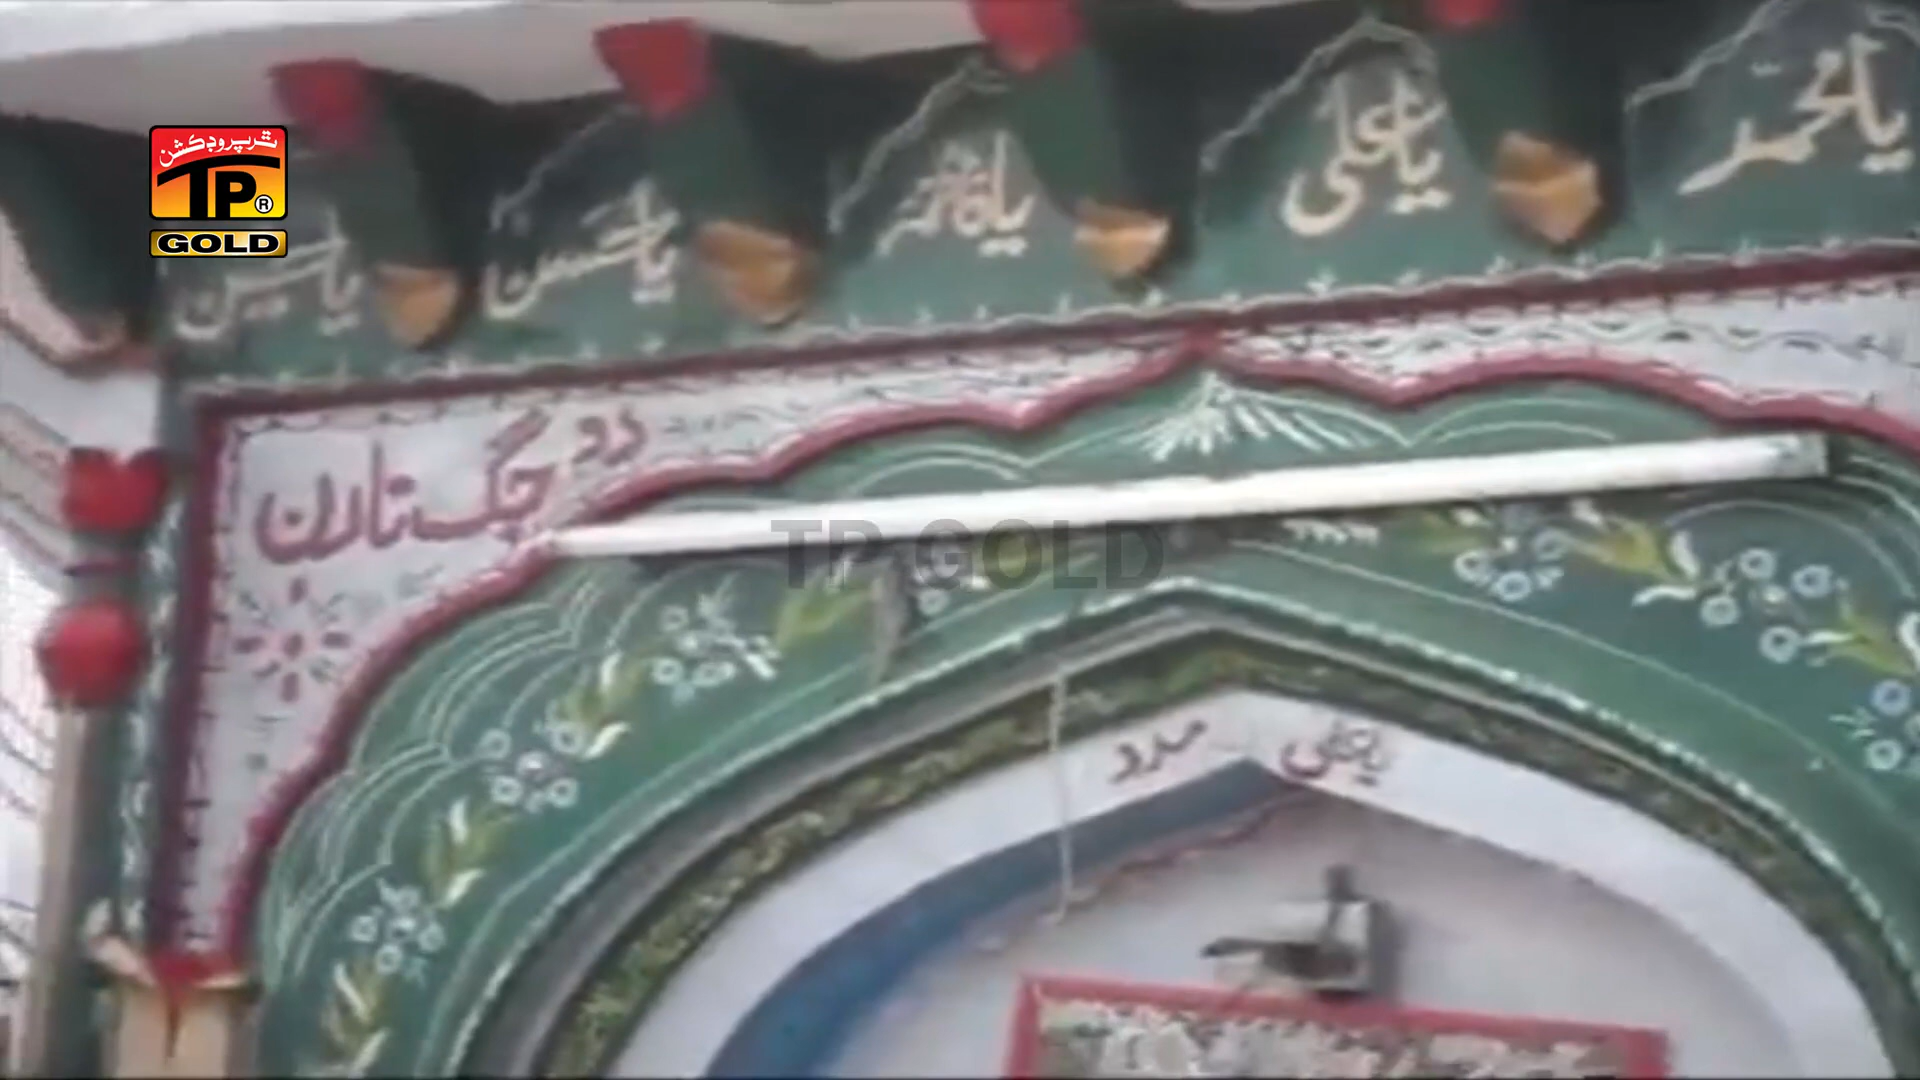 تھر پروڈکشن
TP®
GOLD
یا محمد یا علی یا فاطمہ یا حسن یا حسین
دو جگ تارن
TP GOLD
یا علی مدد